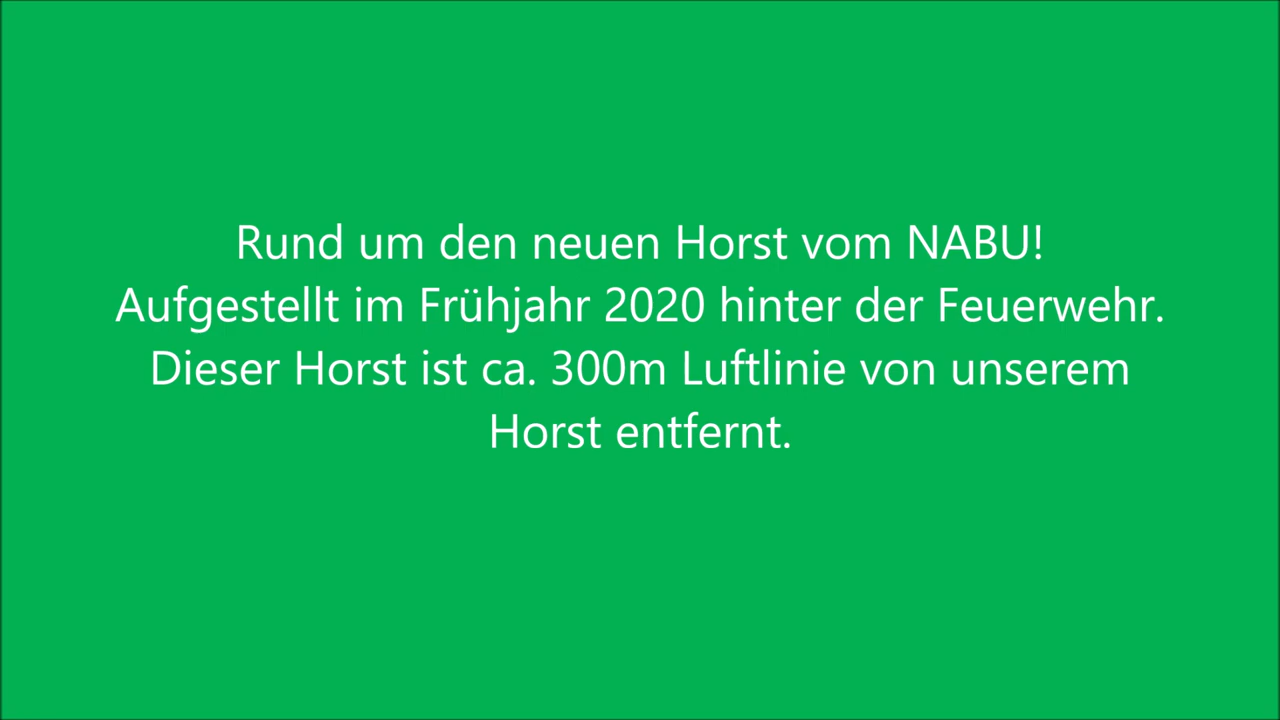 Rund um den neuen Horst vom NABU!
Aufgestellt im Frühjahr 2020 hinter der Feuerwehr.
Dieser Horst ist ca. 300m Luftlinie von unserem
Horst entfernt.